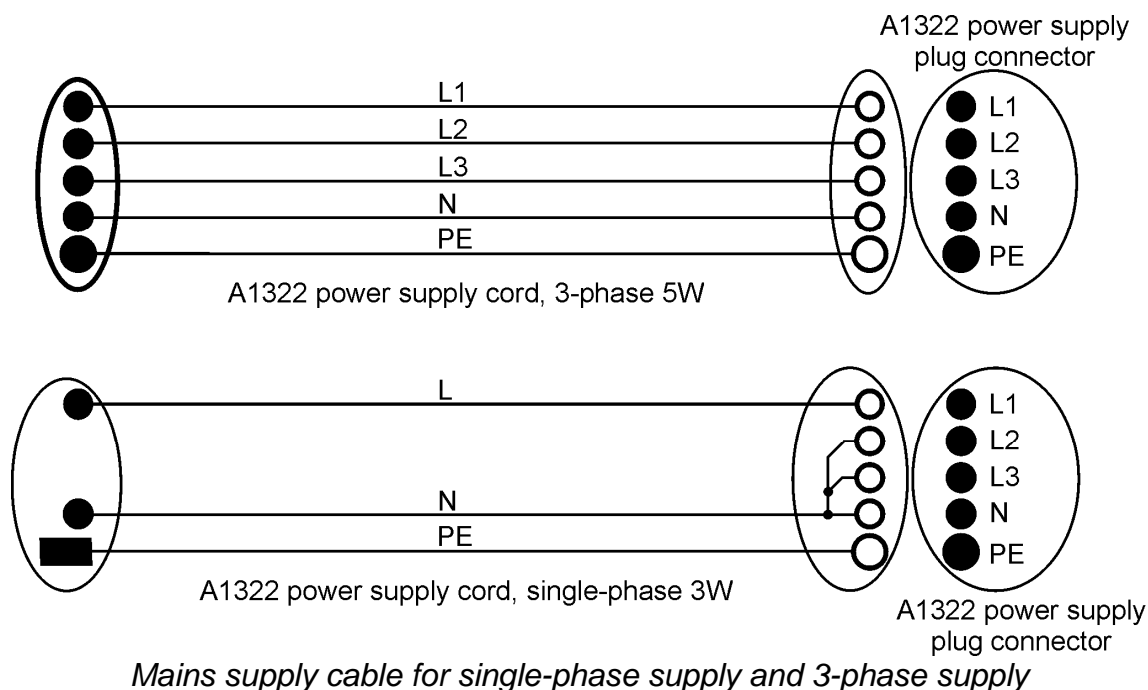 A1322 power supply
plug connector
L1
L1
L2
L2
L3
L3
N
N
PE
PE
A1322 power supply cord, 3-phase 5W
L
L1
L2
L3
N
N
PE
PE
A1322 power supply cord, single-phase 3W
A1322 power supply
plug connector
Mains supply cable for single-phase supply and 3-phase supply